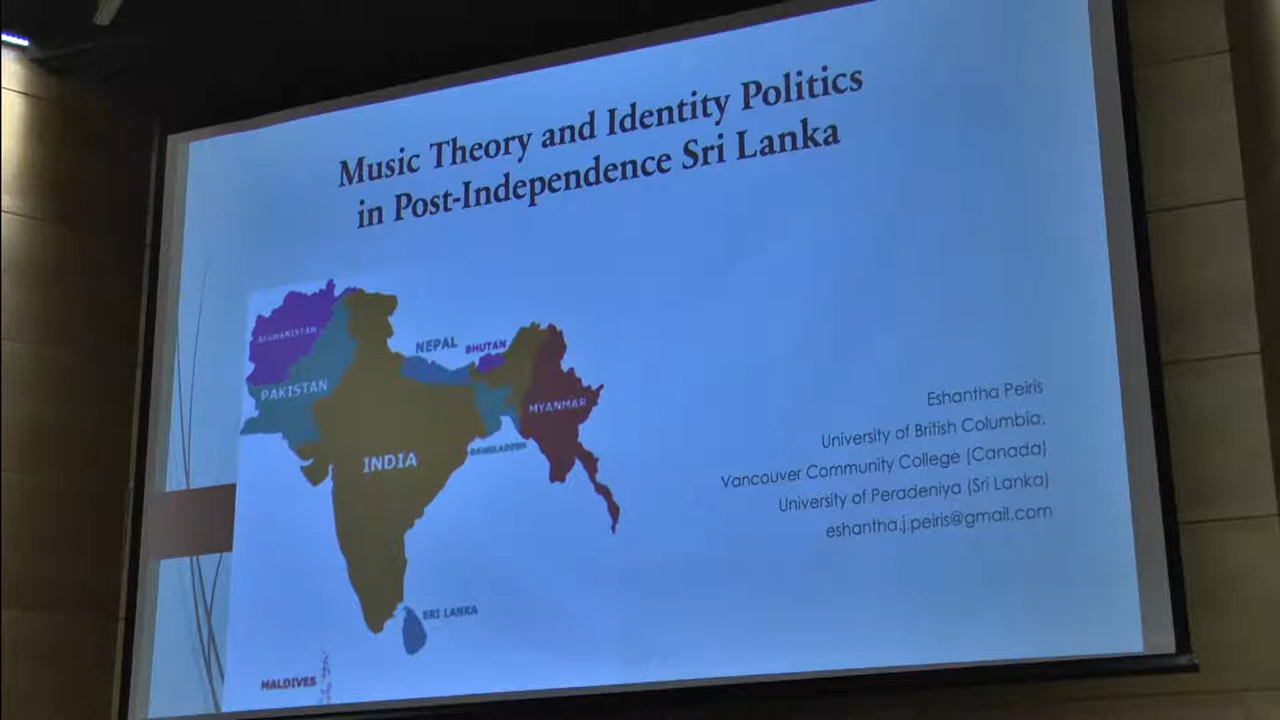 Music Theory and Identity Politics
in Post-Independence Sri Lanka
AFGHANISTAN
PAKISTAN
NEPAL
BHUTAN
INDIA
BANGLADESH
MYANMAR
SRI LANKA
MALDIVES
Eshantha Peiris
University of British Columbia,
Vancouver Community College (Canada)
University of Peradeniya (Sri Lanka)
eshantha.j.peiris@gmail.com